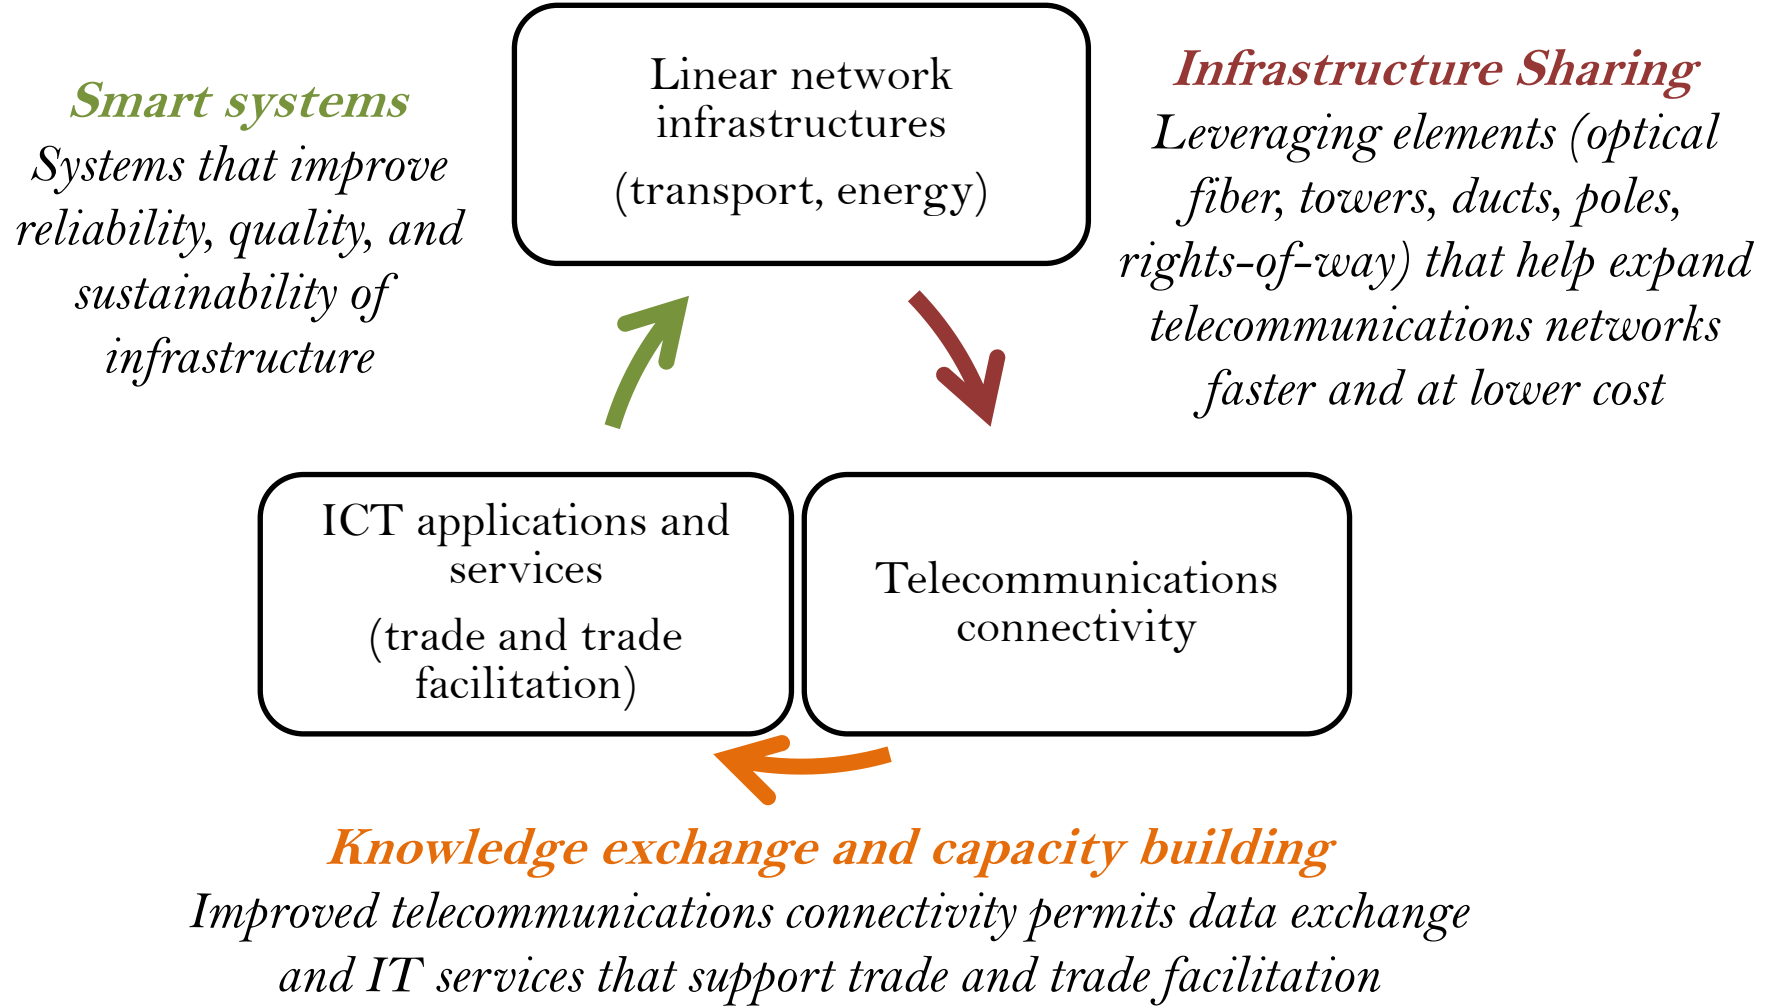 Smart systems
Systems that improve
reliability, quality, and
sustainability of
infrastructure
Linear network
infrastructures
(transport, energy)
Infrastructure Sharing
Leveraging elements (optical
fiber, towers, ducts, poles,
rights-of-way) that help expand
telecommunications networks
faster and at lower cost
ICT applications and
services
(trade and trade
facilitation)
Telecommunications
connectivity
Knowledge exchange and capacity building
Improved telecommunications connectivity permits data exchange
and IT services that support trade and trade facilitation